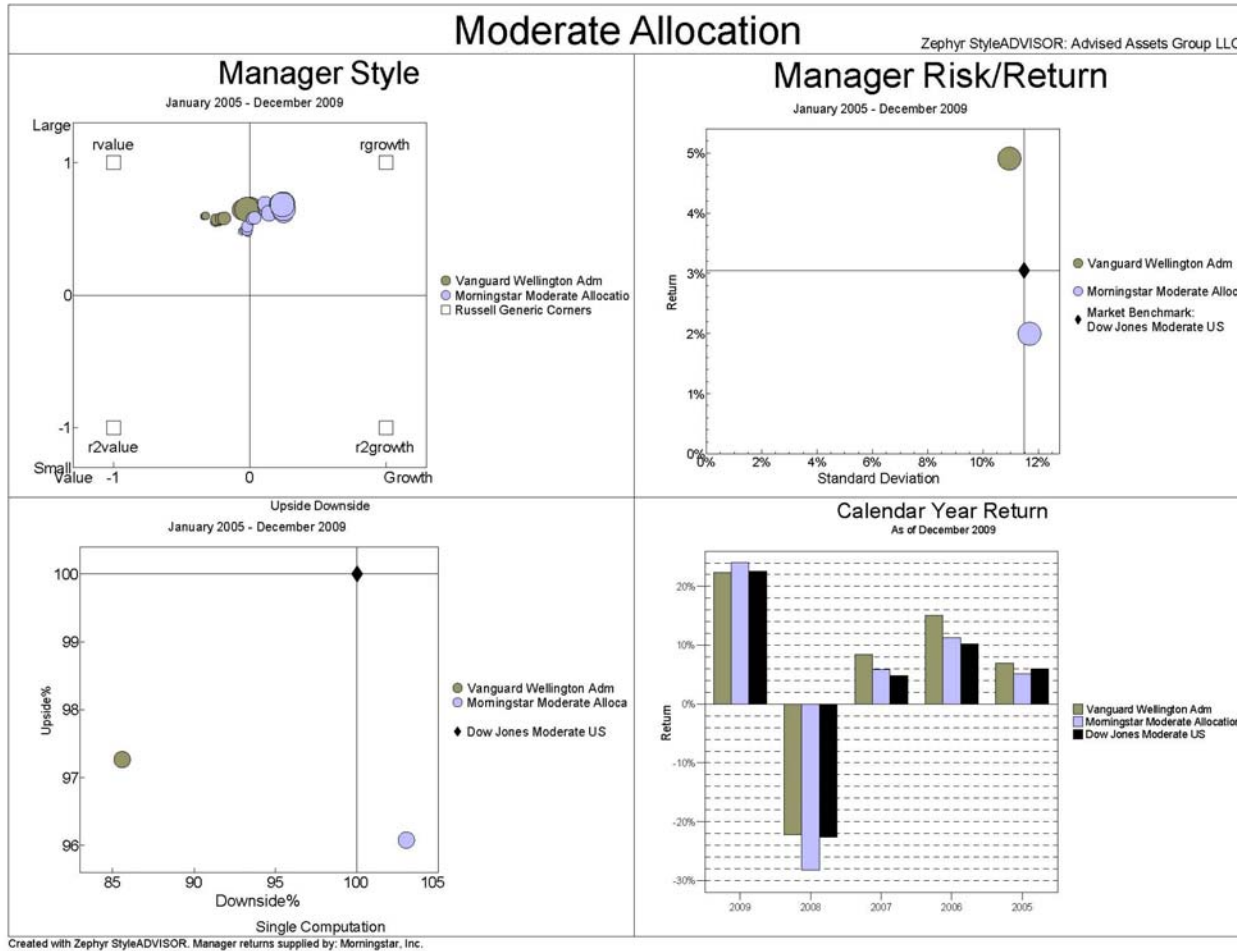 Moderate Allocation
Zephyr StyleADVISOR: Advised Assets Group LLC
Manager Style
January 2005 - December 2009
Large
1
0
-1
Small
rvalue
rgrowth
r2value
r2growth
Value
-1
0
Growth
Vanguard Wellington Adm
Morningstar Moderate Allocatio
Russell Generic Corners
Manager Risk/Return
January 2005 - December 2009
5%
4%
3%
2%
1%
0%
Return
0%
2%
4%
6%
8%
10%
12%
Standard Deviation
Vanguard Wellington Adm
Morningstar Moderate Alloc
Market Benchmark:
Dow Jones Moderate US
Upside Downside
January 2005 - December 2009
100
99
98
97
96
Upside%
85
90
95
100
105
Downside%
Single Computation
Vanguard Wellington Adm
Morningstar Moderate Alloca
Dow Jones Moderate US
Calendar Year Return
As of December 2009
20%
10%
0%
-10%
-20%
-30%
Return
2009
2008
2007
2006
2005
Vanguard Wellington Adm
Morningstar Moderate Allocation
Dow Jones Moderate US
Created with Zephyr StyleADVISOR. Manager returns supplied by: Morningstar, Inc.